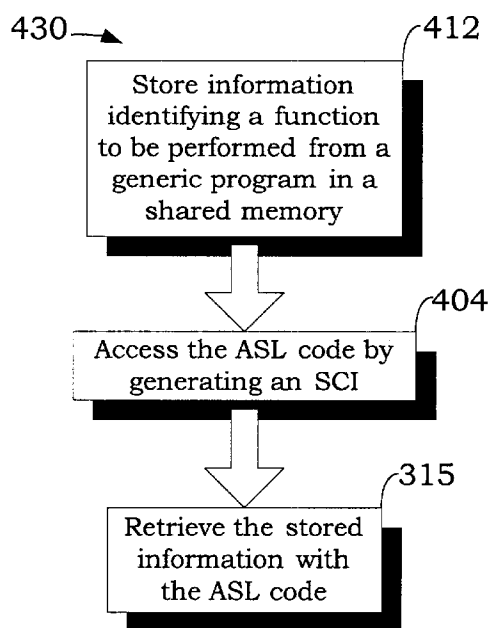 430
412
Store information
identifying a function
to be performed from a
generic program in a
shared memory
404
Access the ASL code by
generating an SCI
315
Retrieve the stored
information with
the ASL code